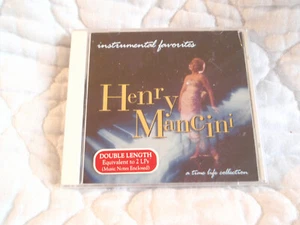 instrumental favorites
Henry
Mancini
DOUBLE LENGTH
Equivalent to 2 LPs
(Music Notes Enclosed)
a time life collection